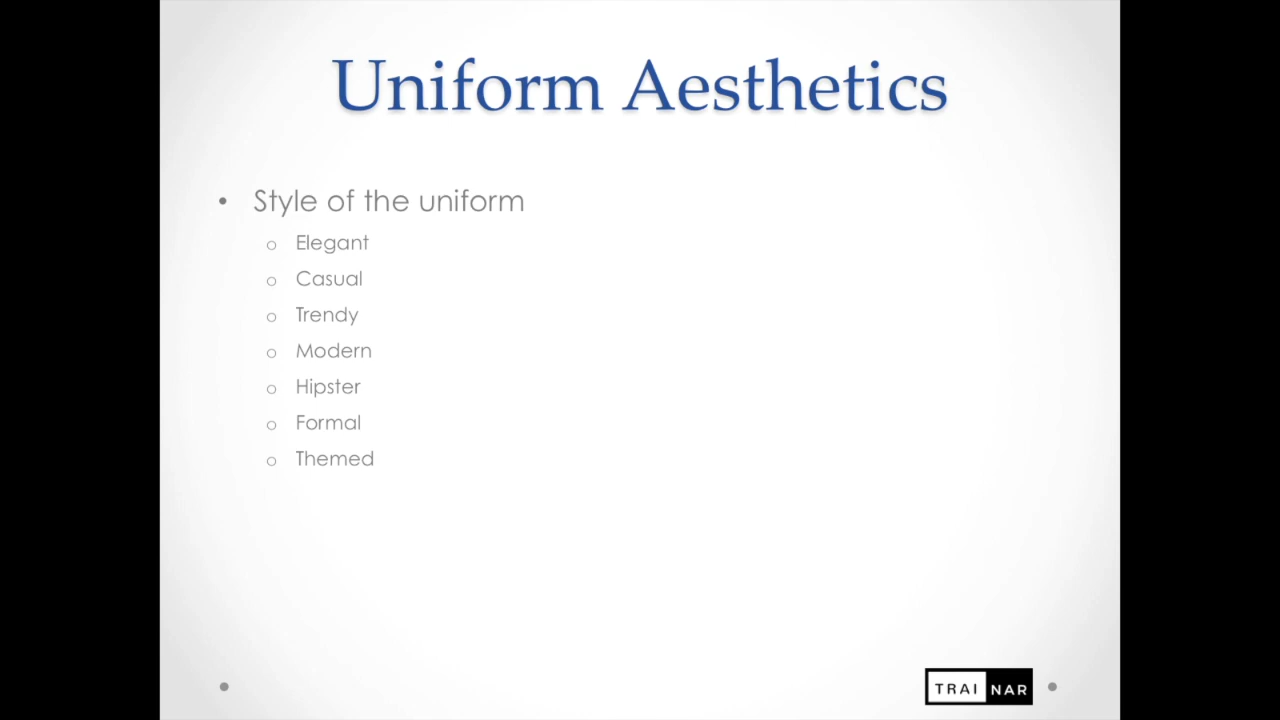 Uniform Aesthetics
• Style of the uniform
o Elegant
o Casual
o Trendy
o Modern
o Hipster
o Formal
o Themed
TRAI NAR